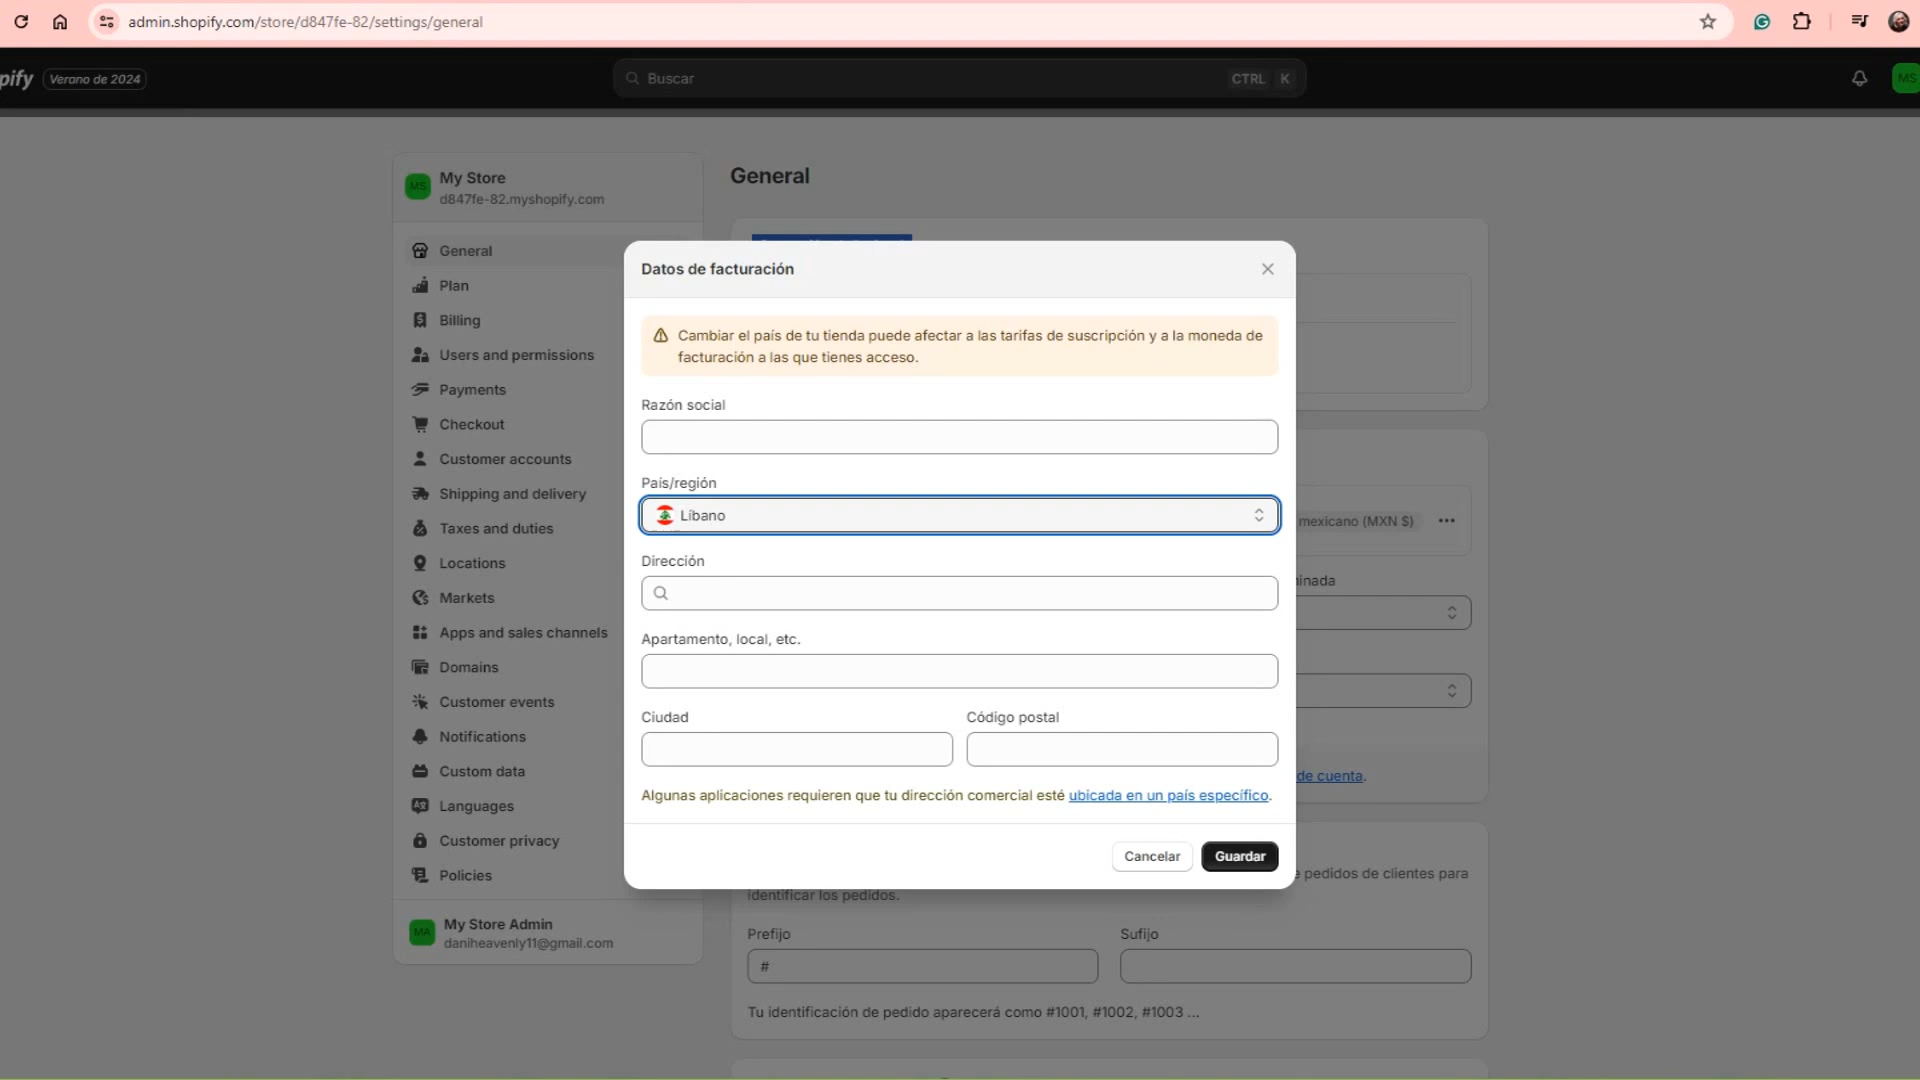 admin.shopify.com/store/d847fe-82/settings/general
pify Verano de 2024
Buscar
CTRL K
MS
MS
My Store
d847fe-82.myshopify.com
General
Plan
Billing
Users and permissions
Payments
Checkout
Customer accounts
Shipping and delivery
Taxes and duties
Locations
Markets
Apps and sales channels
Domains
Customer events
Notifications
Custom data
Languages
Customer privacy
Policies
MA
My Store Admin
daniheavenly11@gmail.com
General
Datos de facturación
Cambiar el país de tu tienda puede afectar a las tarifas de suscripción y a la moneda de
facturación a las que tienes acceso.
Razón social
País/región
Líbano
Dirección
Apartamento, local, etc.
Ciudad
Código postal
Algunas aplicaciones requieren que tu dirección comercial esté ubicada en un país específico.
Cancelar
Guardar
mexicano (MXN $)
ninada
de cuenta.
e pedidos de clientes para
identificar los pedidos.
Prefijo
Sufijo
#
Tu identificación de pedido aparecerá como #1001, #1002, #1003 ...